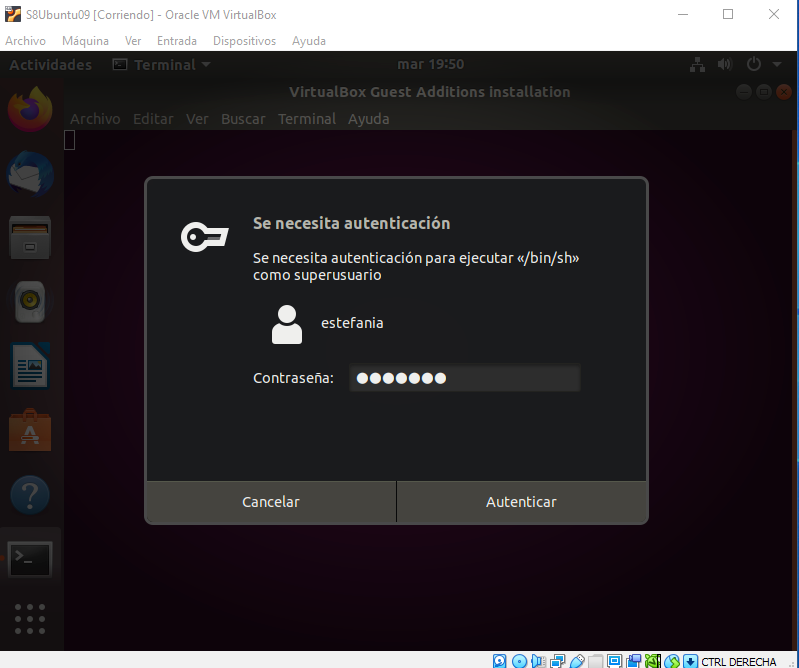 S8Ubuntu09 [Corriendo] - Oracle VM VirtualBox
Archivo Máquina Ver Entrada Dispositivos Ayuda
Actividades Terminal mar 19:50
VirtualBox Guest Additions installation
Archivo Editar Ver Buscar Terminal Ayuda
Se necesita autenticación
Se necesita autenticación para ejecutar «/bin/sh»
como superusuario
estefania
Contraseña: ●●●●●●●
Cancelar Autenticar
CTRL DERECHA